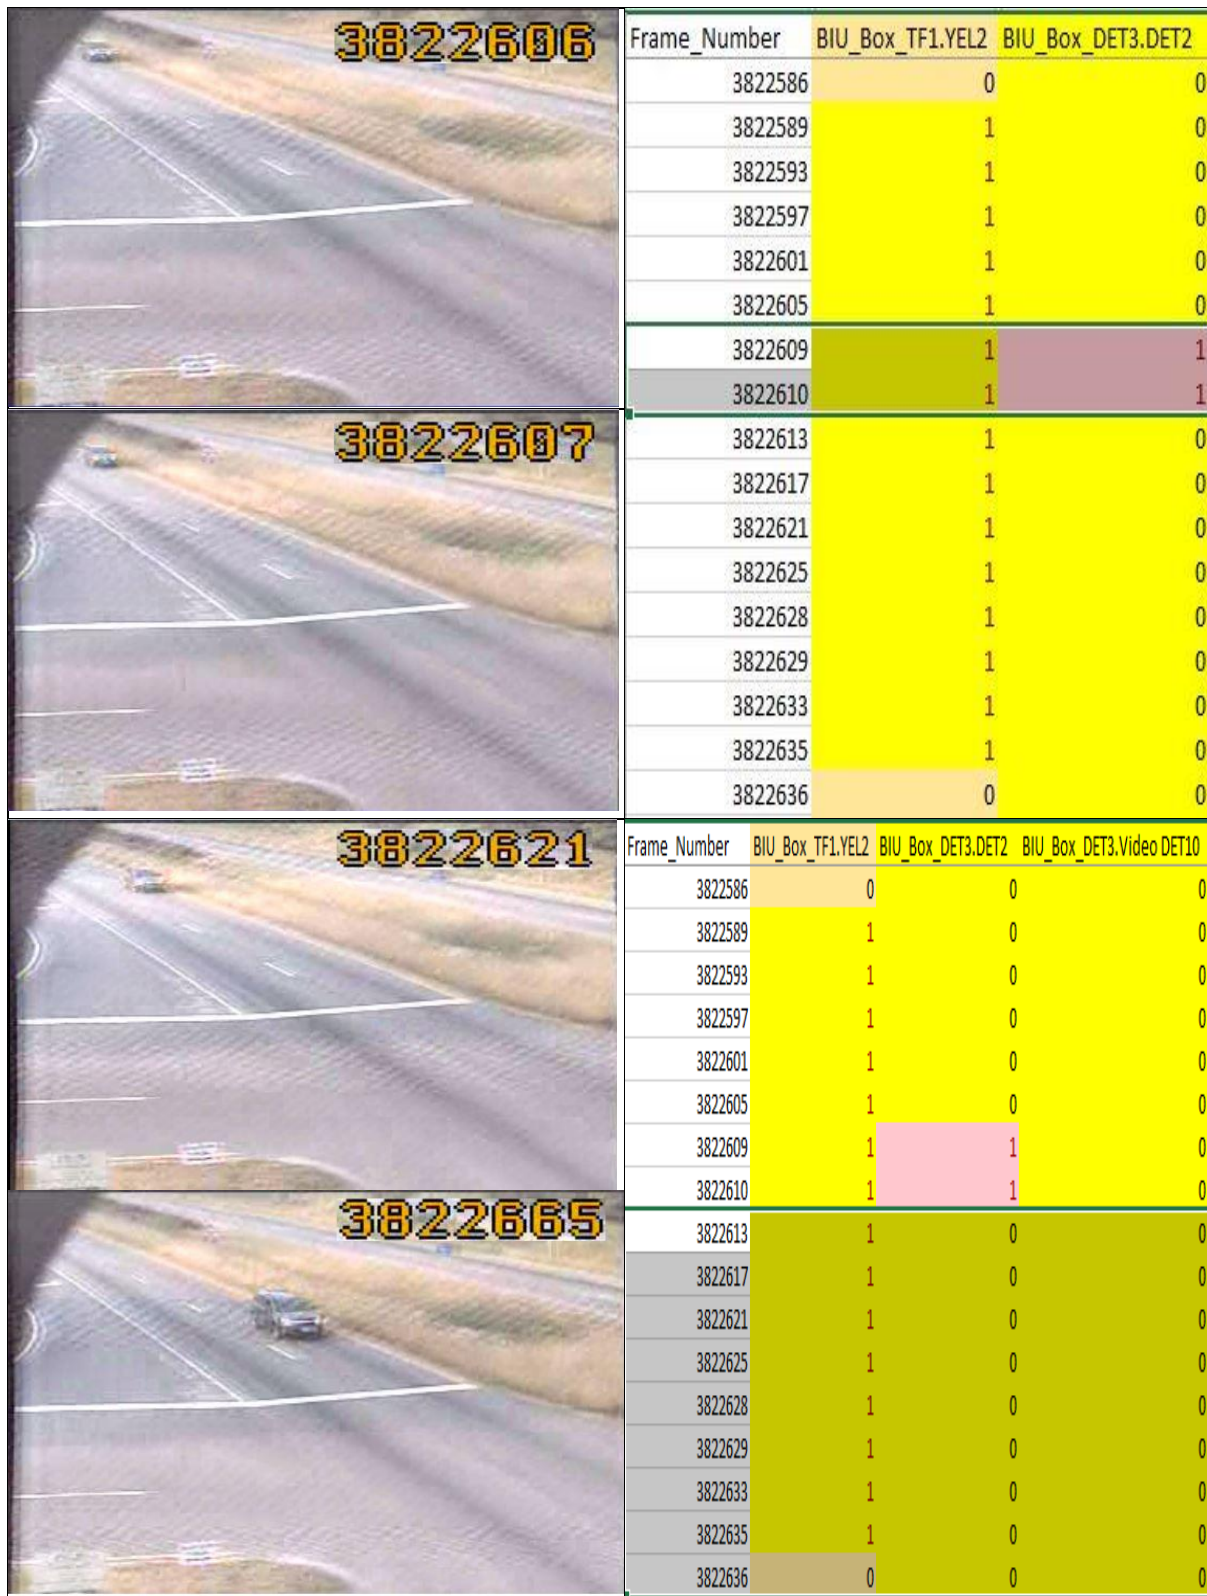 3822606
Frame_Number BIU_Box_TF1.YEL2 BIU_Box_DET3.DET2
3822586 0 0
3822589 1 0
3822593 1 0
3822597 1 0
3822601 1 0
3822605 1 0
3822609 1 1
3822610 1 1
3822607
3822613 1 0
3822617 1 0
3822621 1 0
3822625 1 0
3822628 1 0
3822629 1 0
3822633 1 0
3822635 1 0
3822636 0 0
3822621
Frame_Number BIU_Box_TF1.YEL2 BIU_Box_DET3.DET2 BIU_Box_DET3.Video DET10
3822586 0 0 0
3822589 1 0 0
3822593 1 0 0
3822597 1 0 0
3822601 1 0 0
3822605 1 0 0
3822609 1 1 0
3822610 1 1 0
3822665
3822613 1 0 0
3822617 1 0 0
3822621 1 0 0
3822625 1 0 0
3822628 1 0 0
3822629 1 0 0
3822633 1 0 0
3822635 1 0 0
3822636 0 0 0